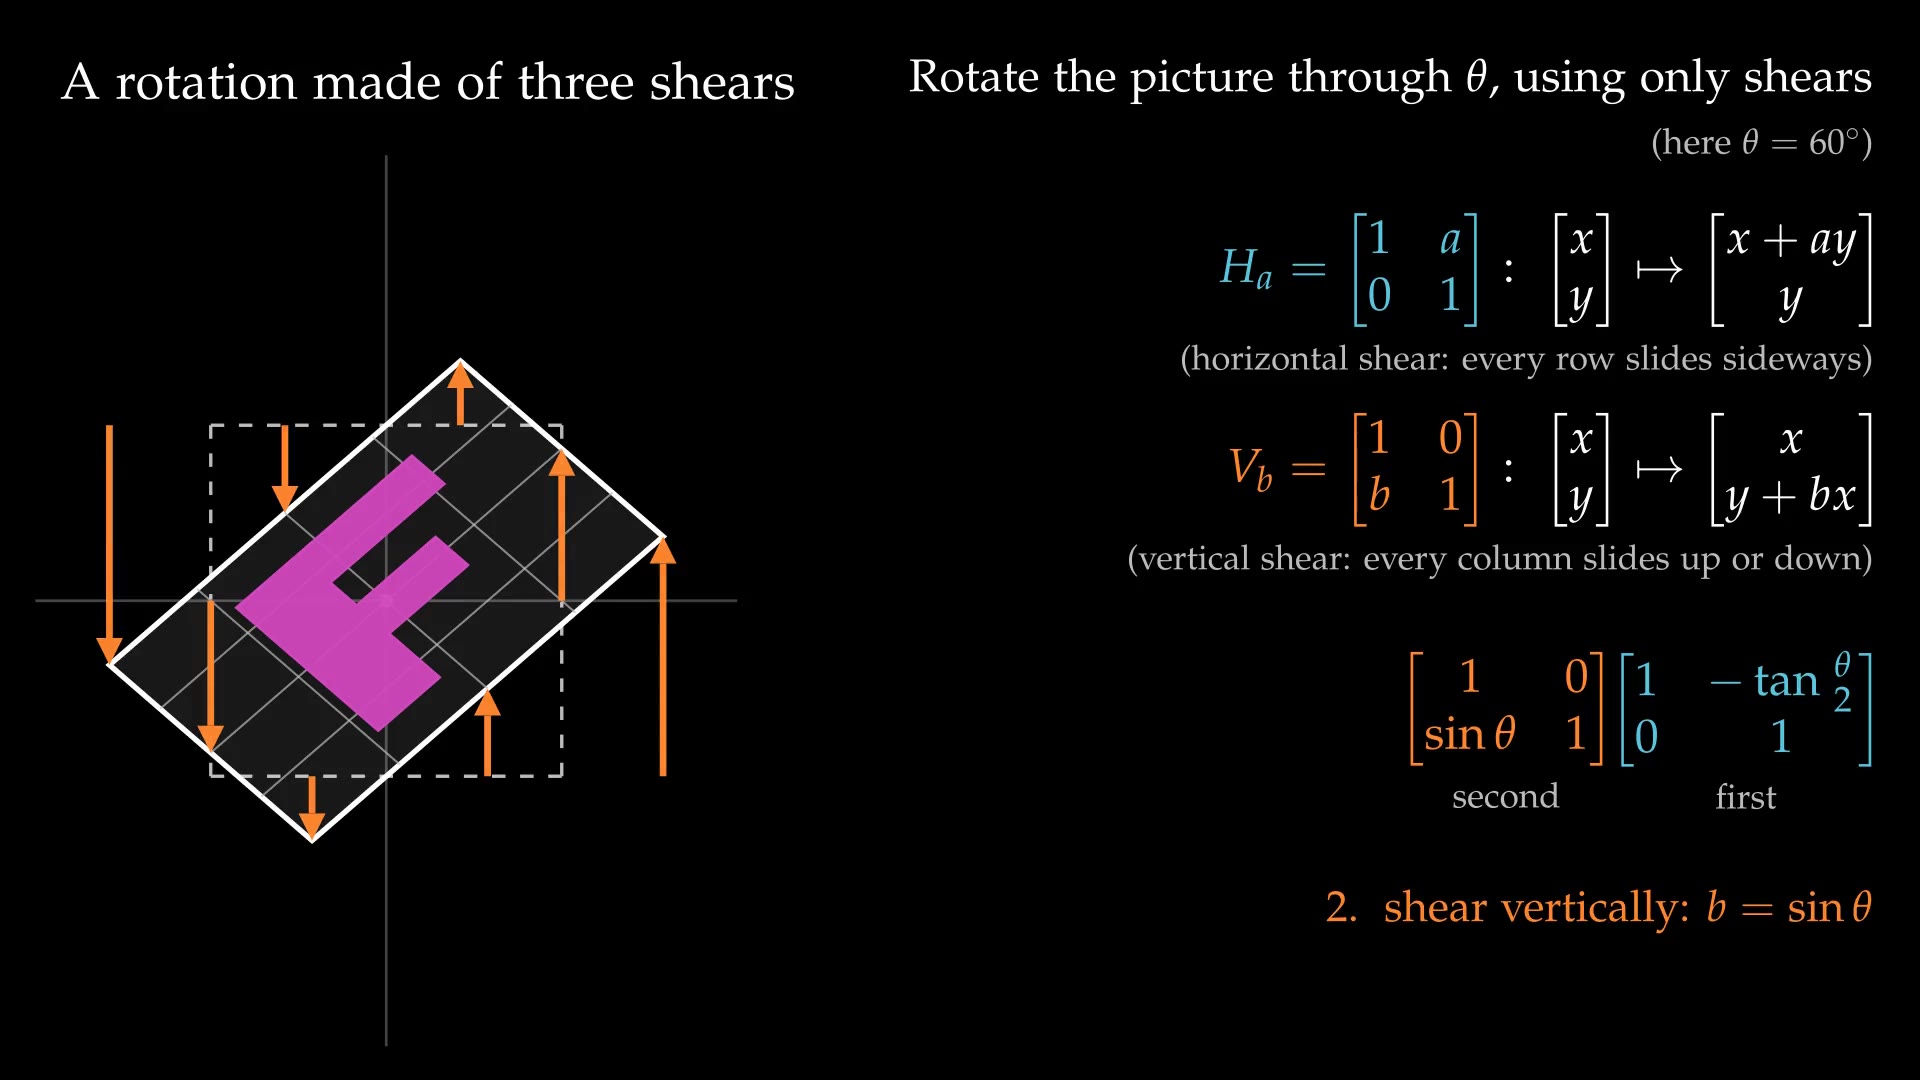 A rotation made of three shears
Rotate the picture through θ, using only shears
(here θ = 60°)
H_a = [1 a; 0 1] : [x; y] ↦ [x + ay; y]
(horizontal shear: every row slides sideways)
V_b = [1 0; b 1] : [x; y] ↦ [x; y + bx]
(vertical shear: every column slides up or down)
[1 0; sin θ 1] [1 − tan θ/2; 0 1]
second first
2. shear vertically: b = sin θ